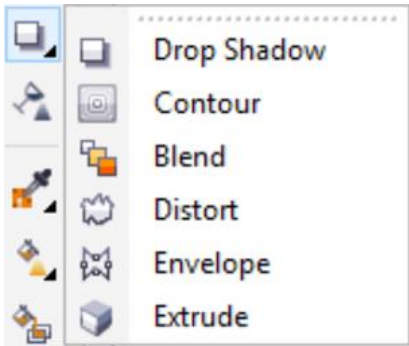 Drop Shadow
Contour
Blend
Distort
Envelope
Extrude